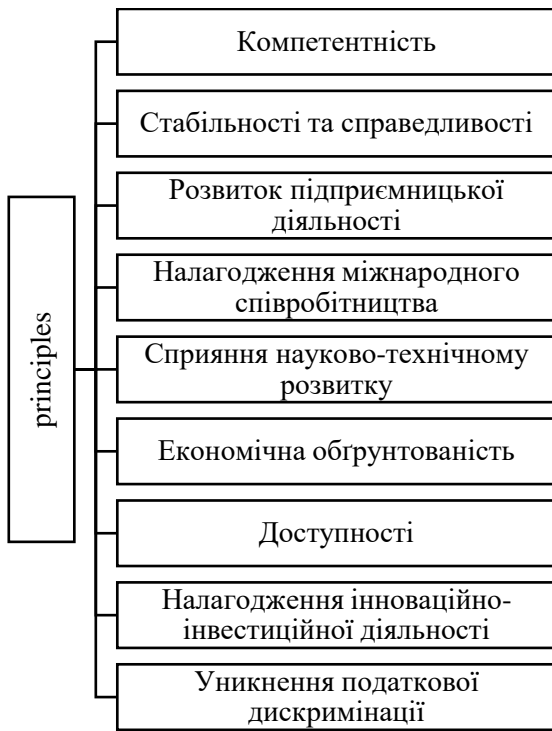 principles
Компетентність
Стабільності та справедливості
Розвиток підприємницької
діяльності
Налагодження міжнародного
співробітництва
Сприяння науково-технічному
розвитку
Економічна обґрунтованість
Доступності
Налагодження інноваційно-
інвестиційної діяльності
Уникнення податкової
дискримінації